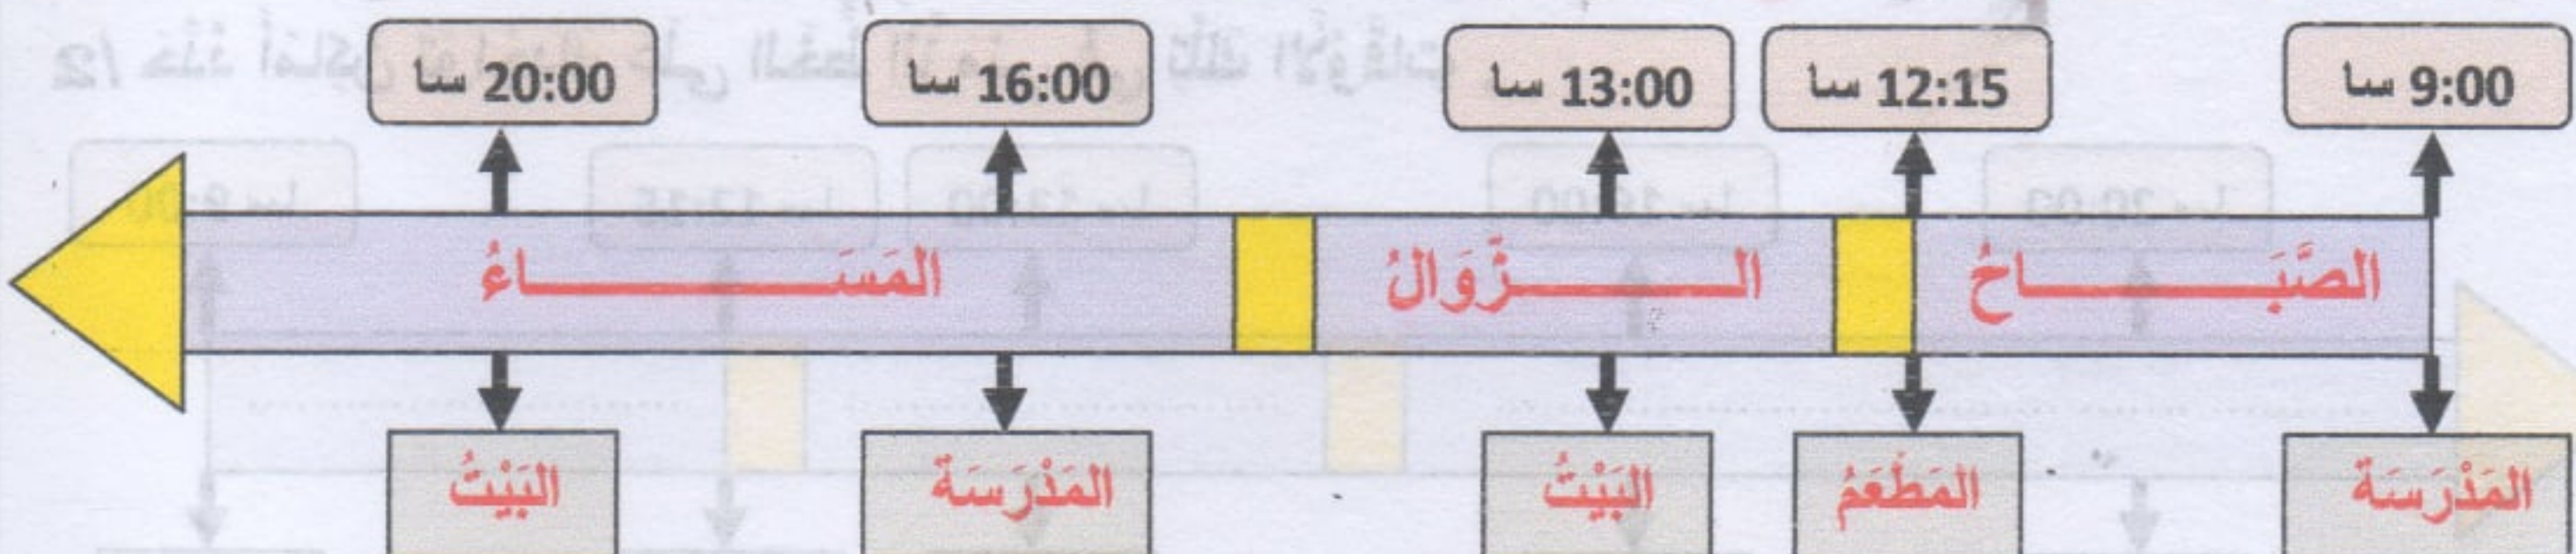 9:00 سا
12:15 سا
13:00 سا
16:00 سا
20:00 سا
الصَّبَـــــاحُ
الـــــزَّوَالُ
المَسَـــــــــاءُ
المَدْرَسَة
المَطْعَمُ
البَيْتُ
المَدْرَسَة
البَيْتُ